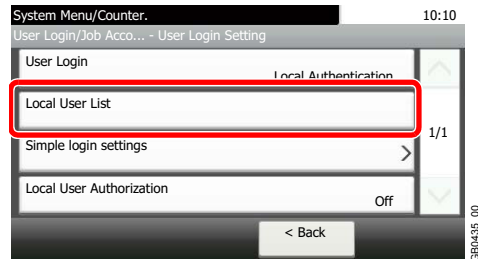 System Menu/Counter. 10:10
User Login/Job Acco... - User Login Setting
User Login
Local Authentication
Local User List
1/1
Simple login settings
Local User Authorization
Off
< Back
GB0435_00